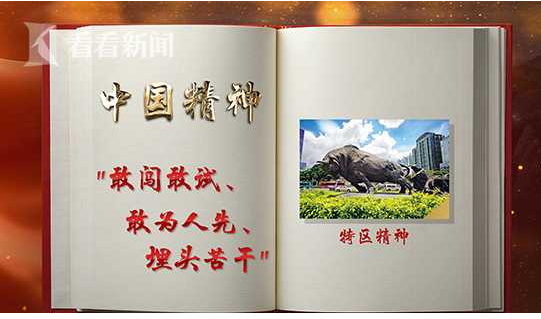 看看新闻
中国精神
"敢闯敢试、
敢为人先、
埋头苦干"
特区精神